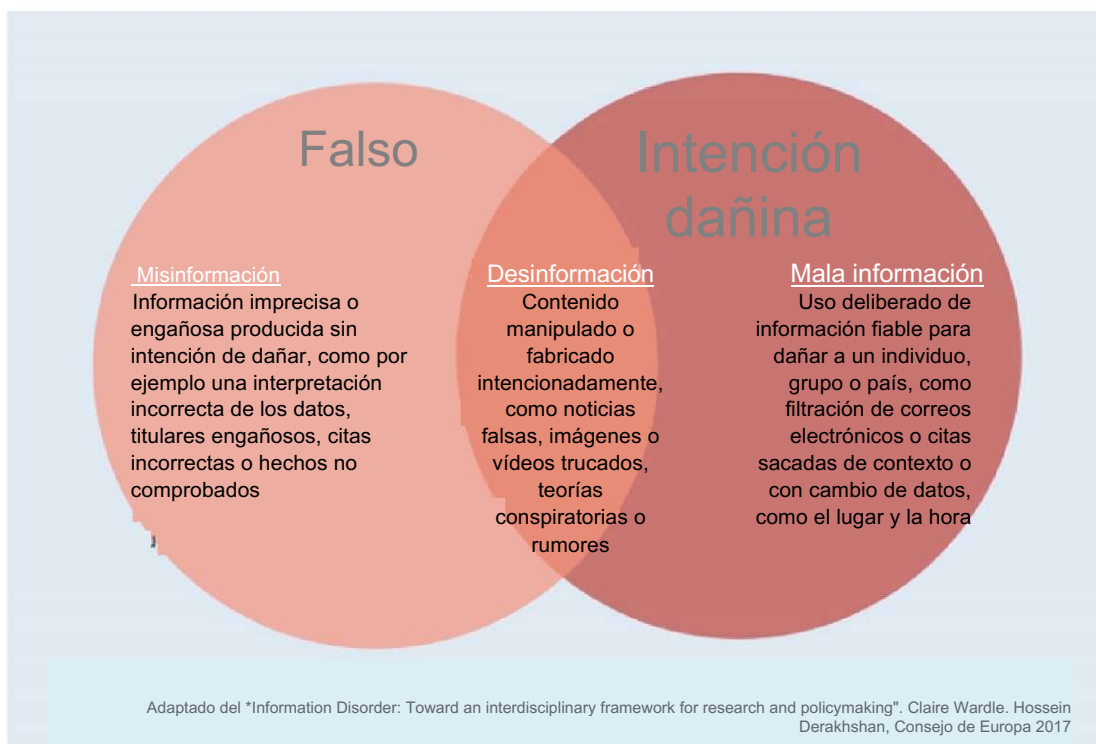 Falso
Intención
dañina
Misinformación
Información imprecisa o
engañosa producida sin
intención de dañar, como por
ejemplo una interpretación
incorrecta de los datos,
titulares engañosos, citas
incorrectas o hechos no
comprobados
Desinformación
Contenido
manipulado o
fabricado
intencionadamente,
como noticias
falsas, imágenes o
vídeos trucados,
teorías
conspiratorias o
rumores
Mala información
Uso deliberado de
información fiable para
dañar a un individuo,
grupo o país, como
filtración de correos
electrónicos o citas
sacadas de contexto o
con cambio de datos,
como el lugar y la hora
Adaptado del *Information Disorder: Toward an interdisciplinary framework for research and policymaking". Claire Wardle. Hossein
Derakhshan, Consejo de Europa 2017